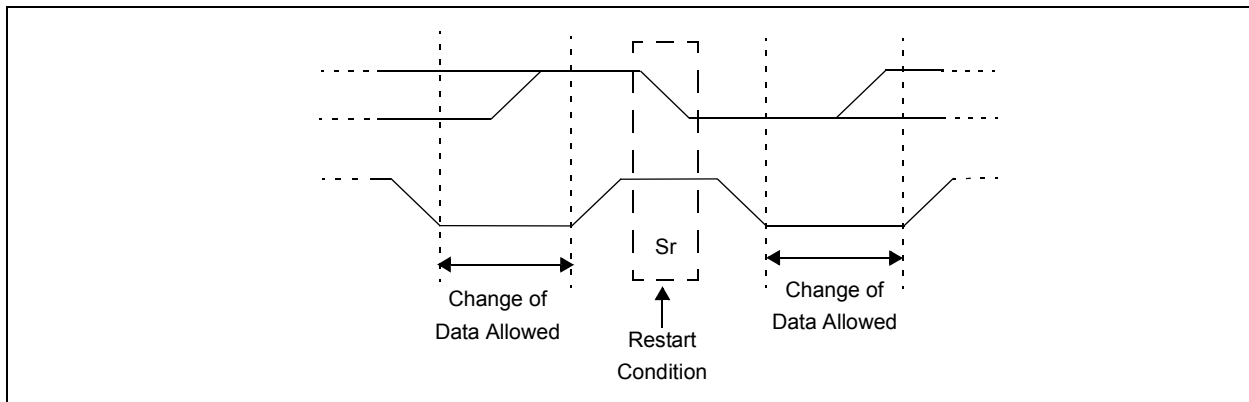 Sr
Change of
Data Allowed
Restart
Condition
Change of
Data Allowed